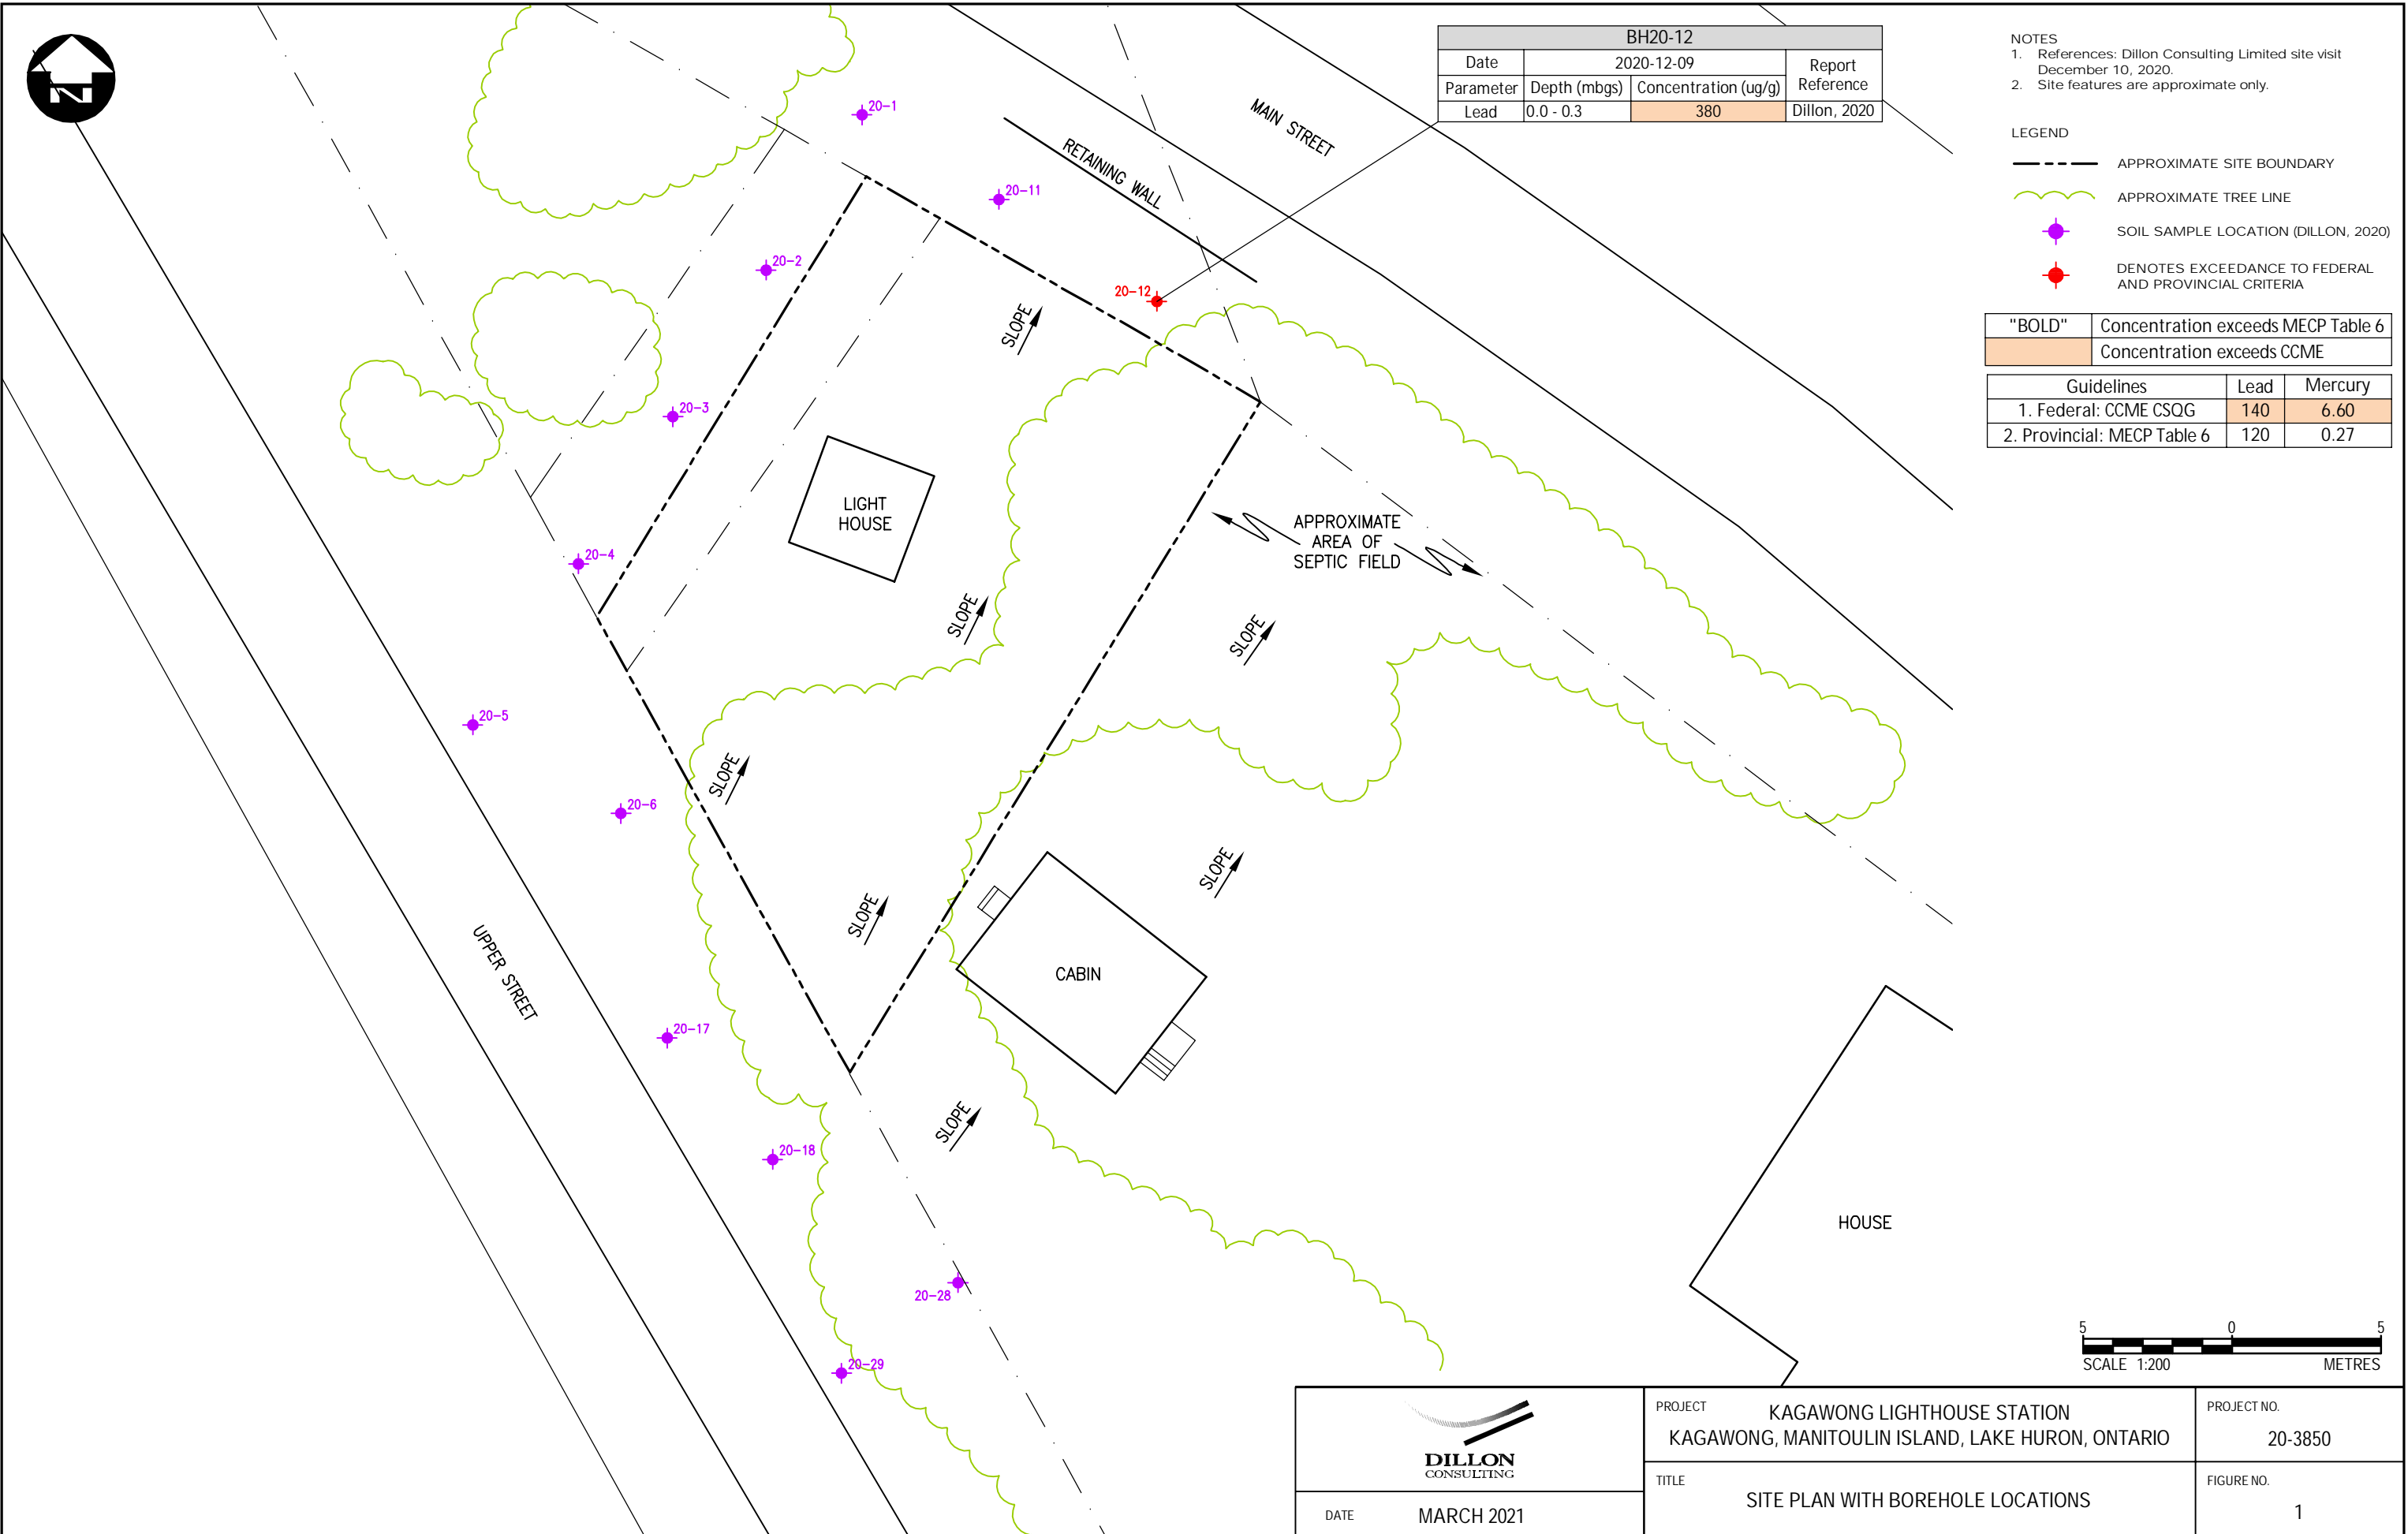 N
BH20-12
Date 2020-12-09 Report Reference
Parameter Depth (mbgs) Concentration (ug/g)
Lead 0.0 - 0.3 380 Dillon, 2020
NOTES
1. References: Dillon Consulting Limited site visit
December 10, 2020.
2. Site features are approximate only.
LEGEND
APPROXIMATE SITE BOUNDARY
APPROXIMATE TREE LINE
SOIL SAMPLE LOCATION (DILLON, 2020)
DENOTES EXCEEDANCE TO FEDERAL
AND PROVINCIAL CRITERIA
"BOLD" Concentration exceeds MECP Table 6
Concentration exceeds CCME
Guidelines Lead Mercury
1. Federal: CCME CSQG 140 6.60
2. Provincial: MECP Table 6 120 0.27
MAIN STREET
RETAINING WALL
20-1
20-11
20-2
20-12
SLOPE
20-3
LIGHT
HOUSE
20-4
APPROXIMATE
AREA OF
SEPTIC FIELD
SLOPE
SLOPE
20-5
SLOPE
20-6
SLOPE
SLOPE
UPPER STREET
CABIN
20-17
SLOPE
20-18
HOUSE
20-28
20-29
5 0 5
SCALE 1:200 METRES
DILLON
CONSULTING
DATE MARCH 2021
PROJECT KAGAWONG LIGHTHOUSE STATION
KAGAWONG, MANITOULIN ISLAND, LAKE HURON, ONTARIO
PROJECT NO.
20-3850
TITLE
SITE PLAN WITH BOREHOLE LOCATIONS
FIGURE NO.
1